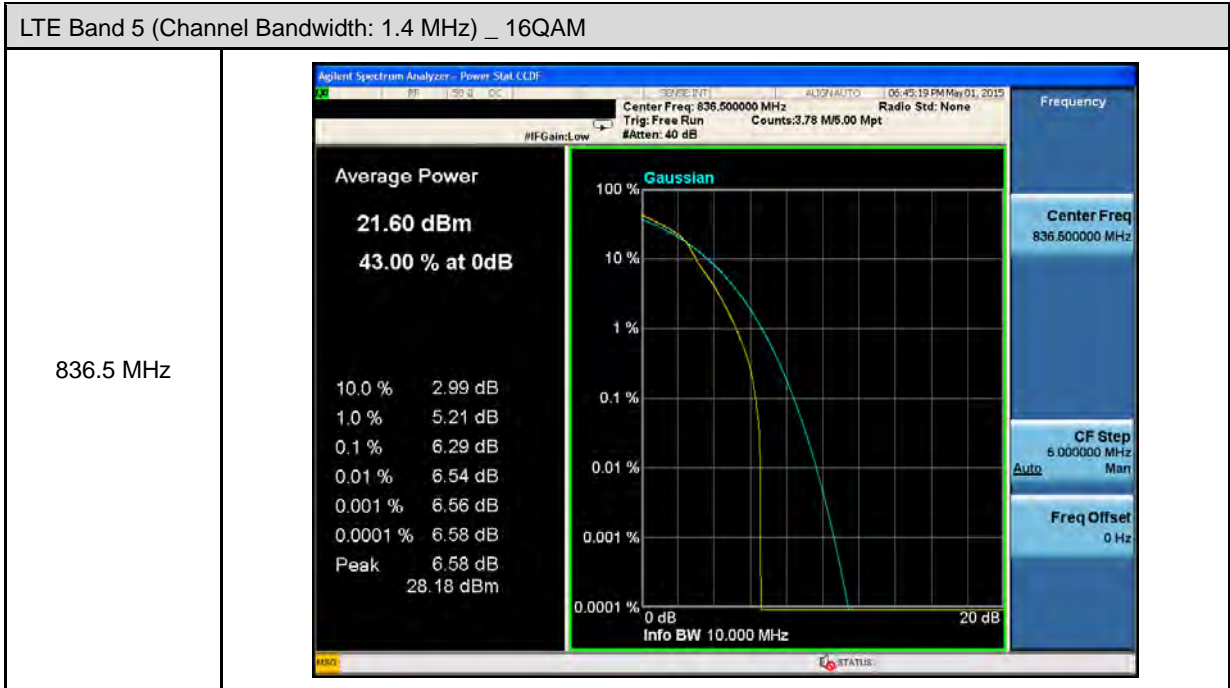 LTE Band 5 (Channel Bandwidth: 1.4 MHz) _ 16QAM
836.5 MHz
Agilent Spectrum Analyzer - Power Stat CCDF
RF 50 Ω DC SENSE:INT ALIGNAUTO 06:45:19 PM May 01, 2015
Center Freq: 836.500000 MHz Radio Std: None
Trig: Free Run Counts:3.78 M/5.00 Mpt
#IFGain:Low #Atten: 40 dB
Average Power
21.60 dBm
43.00 % at 0dB
10.0 % 2.99 dB
1.0 % 5.21 dB
0.1 % 6.29 dB
0.01 % 6.54 dB
0.001 % 6.56 dB
0.0001 % 6.58 dB
Peak 6.58 dB
28.18 dBm
Gaussian
100 %
10 %
1 %
0.1 %
0.01 %
0.001 %
0.0001 %
0 dB 20 dB
Info BW 10.000 MHz
Frequency
Center Freq
836.500000 MHz
CF Step
5.000000 MHz
Auto Man
Freq Offset
0 Hz
MSG STATUS